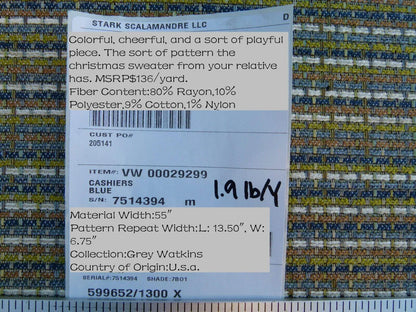 STARK SCALAMANDRE LLC
D
Colorful, cheerful, and a sort of playful
piece. The sort of pattern the
christmas sweater from your relative
has. MSRP$136/yard.
Fiber Content:80% Rayon,10%
Polyester,9% Cotton,1% Nylon
CUST PO#
205141
ITEM#: VW 00029299
CASHIERS
BLUE
S/N: 7514394 m
1.9 lb/Y
Material Width:55"
Pattern Repeat Width:L: 13.50", W:
6.75"
Collection:Grey Watkins
Country of Origin:U.s.a.
SERIAL#:7514394 SHADE:7B01
599652/1300 X